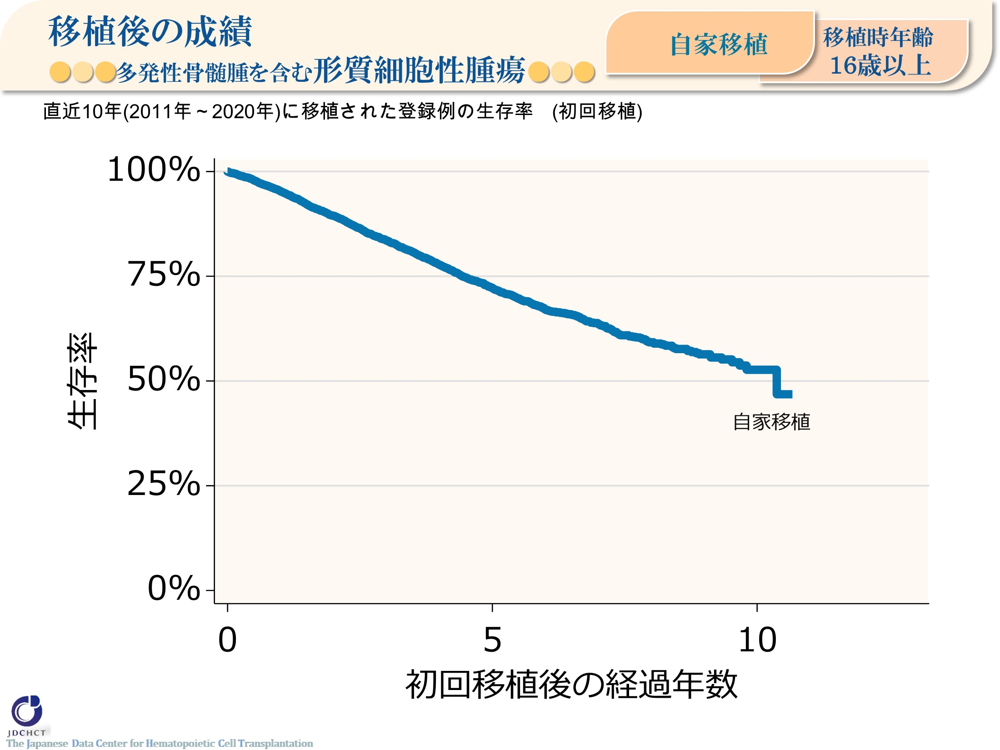 移植後の成績
多発性骨髄腫を含む形質細胞性腫瘍
自家移植
移植時年齢
16歳以上
直近10年(2011年～2020年)に移植された登録例の生存率　(初回移植)
100%
75%
50%
25%
0%
生存率
自家移植
0
5
10
初回移植後の経過年数
JDCHCT
The Japanese Data Center for Hematopoietic Cell Transplantation